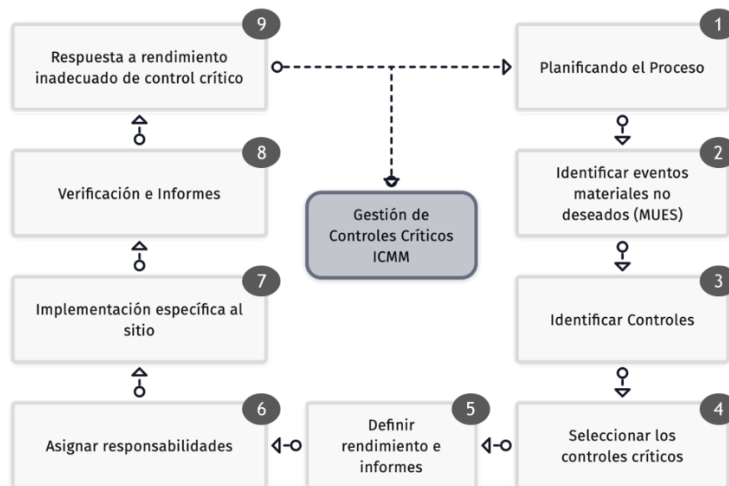 1
Planificando el Proceso
2
Identificar eventos
materiales no
deseados (MUES)
3
Identificar Controles
4
Seleccionar los
controles críticos
5
Definir
rendimiento e
informes
6
Asignar responsabilidades
7
Implementación específica al
sitio
8
Verificación e Informes
9
Respuesta a rendimiento
inadecuado de control crítico
Gestión de
Controles Críticos
ICMM